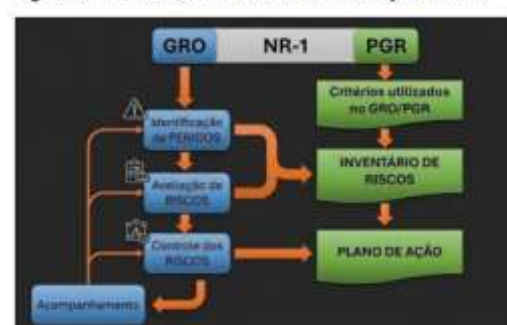 GRO NR-1 PGR
Critérios utilizados
no GRO/PGR
Identificação
de PERIGOS
INVENTÁRIO DE
RISCOS
Avaliação de
RISCOS
Controle dos
RISCOS
PLANO DE AÇÃO
Acompanhamento